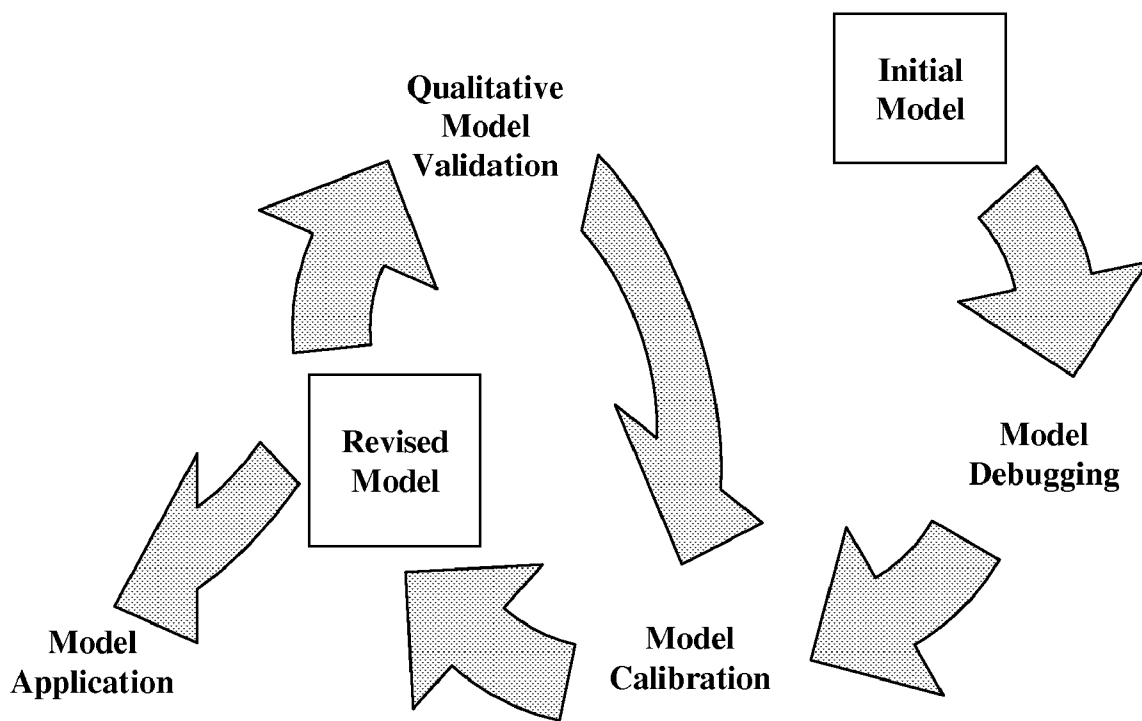 Qualitative
Model
Validation
Initial
Model
Revised
Model
Model
Debugging
Model
Application
Model
Calibration